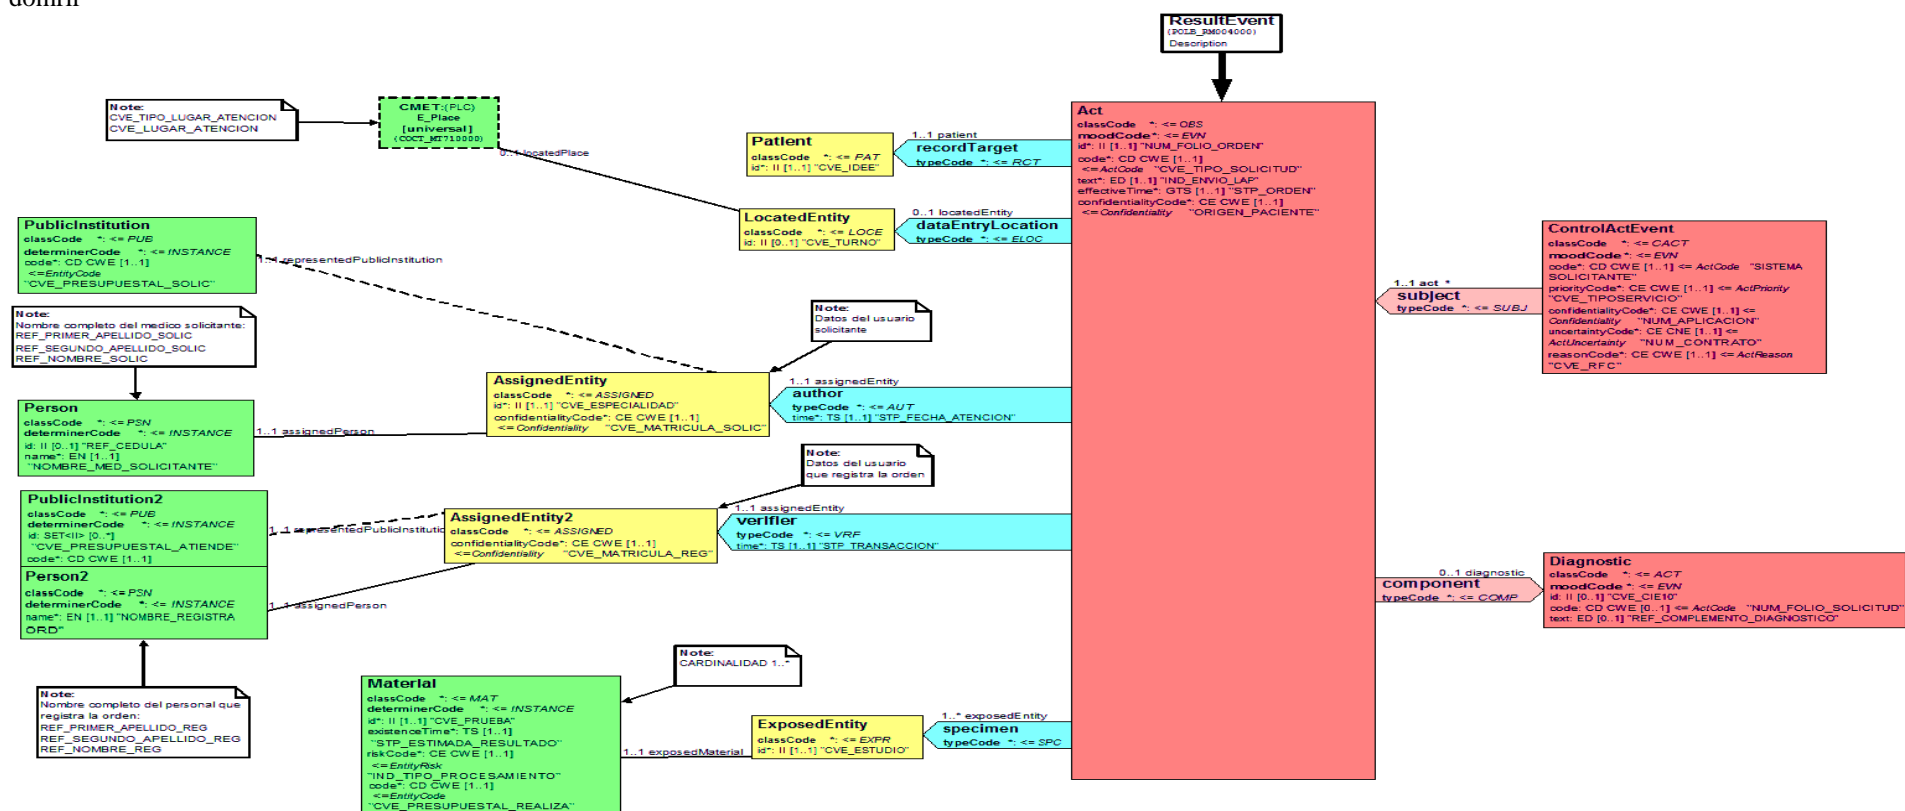 ResultEvent
(POLB_RM004000)
Description
Note:
CVE_TIPO_LUGAR_ATENCION
CVE_LUGAR_ATENCION
CMET:(PLC)
E_Place
[universal]
(COCT_MT710000)
0..1 locatedPlace
Patient
classCode *: <= PAT
id*: II [1..1] "CVE_IDEE"
1..1 patient
recordTarget
typeCode *: <= RCT
LocatedEntity
classCode *: <= LOCE
id: II [0..1] "CVE_TURNO"
0..1 locatedEntity
dataEntryLocation
typeCode *: <= ELOC
Act
classCode *: <= OBS
moodCode*: <= EVN
id*: II [1..1] "NUM_FOLIO_ORDEN"
code*: CD CWE [1..1]
<=ActCode "CVE_TIPO_SOLICITUD"
text*: ED [1..1] "IND_ENVIO_LAP"
effectiveTime*: GTS [1..1] "STP_ORDEN"
confidentialityCode*: CE CWE [1..1]
<=Confidentiality "ORIGEN_PACIENTE"
PublicInstitution
classCode *: <= PUB
determinerCode *: <= INSTANCE
code*: CD CWE [1..1]
<=EntityCode
"CVE_PRESUPUESTAL_SOLIC"
1..1 representedPublicInstitution
ControlActEvent
classCode *: <= CACT
moodCode*: <= EVN
code*: CD CWE [1..1] <= ActCode "SISTEMA
SOLICITANTE"
priorityCode*: CE CWE [1..1] <= ActPriority
"CVE_TIPOSERVICIO"
confidentialityCode*: CE CWE [1..1] <=
Confidentiality "NUM_APLICACION"
uncertaintyCode*: CE CNE [1..1] <=
ActUncertainty "NUM_CONTRATO"
reasonCode*: CE CWE [1..1] <= ActReason
"CVE_RFC"
1..1 act *
subject
typeCode *: <= SUBJ
Note:
Nombre completo del medico solicitante:
REF_PRIMER_APELLIDO_SOLIC
REF_SEGUNDO_APELLIDO_SOLIC
REF_NOMBRE_SOLIC
Note:
Datos del usuario
solicitante
AssignedEntity
classCode *: <= ASSIGNED
id*: II [1..1] "CVE_ESPECIALIDAD"
confidentialityCode*: CE CWE [1..1]
<= Confidentiality "CVE_MATRICULA_SOLIC"
1..1 assignedEntity
author
typeCode *: <= AUT
time*: TS [1..1] "STP_FECHA_ATENCION"
Person
classCode *: <= PSN
determinerCode *: <= INSTANCE
id: II [0..1] "REF_CEDULA"
name*: EN [1..1]
"NOMBRE_MED_SOLICITANTE"
1..1 assignedPerson
Note:
Datos del usuario
que registra la orden
PublicInstitution2
classCode *: <= PUB
determinerCode *: <= INSTANCE
id: SET<II> [0..*]
"CVE_PRESUPUESTAL_ATIENDE"
code*: CD CWE [1..1]
1..1 representedPublicInstitutio
AssignedEntity2
classCode *: <= ASSIGNED
confidentialityCode*: CE CWE [1..1]
<=Confidentiality "CVE_MATRICULA_REG"
1..1 assignedEntity
verifier
typeCode *: <= VRF
time*: TS [1..1] "STP_TRANSACCION"
Person2
classCode *: <= PSN
determinerCode *: <= INSTANCE
name*: EN [1..1] "NOMBRE_REGISTRA
ORD"
1..1 assignedPerson
0..1 diagnostic
component
typeCode *: <= COMP
Diagnostic
classCode *: <= ACT
moodCode*: <= EVN
id: II [0..1] "CVE_CIE10"
code: CD CWE [0..1] <= ActCode "NUM_FOLIO_SOLICITUD"
text: ED [0..1] "REF_COMPLEMENTO_DIAGNOSTICO"
Note:
Nombre completo del personal que
registra la orden:
REF_PRIMER_APELLIDO_REG
REF_SEGUNDO_APELLIDO_REG
REF_NOMBRE_REG
Note:
CARDINALIDAD 1..*
Material
classCode *: <= MAT
determinerCode *: <= INSTANCE
id*: II [1..1] "CVE_PRUEBA"
existenceTime*: TS [1..1]
"STP_ESTIMADA_RESULTADO"
riskCode*: CE CWE [1..1]
<=EntityRisk
"IND_TIPO_PROCESAMIENTO"
code*: CD CWE [1..1]
<=EntityCode
"CVE_PRESUPUESTAL_REALIZA"
1..1 exposedMaterial
ExposedEntity
classCode *: <= EXPR
id*: II [1..1] "CVE_ESTUDIO"
1..* exposedEntity
specimen
typeCode *: <= SPC